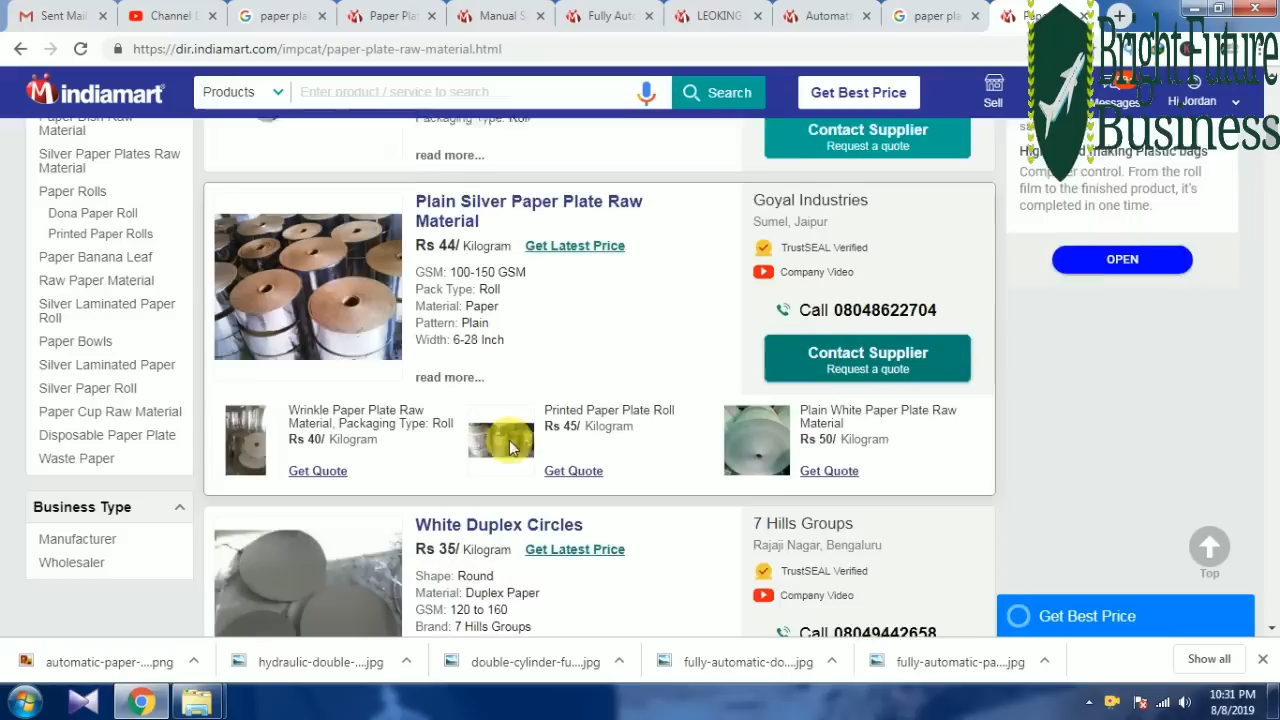 Sent Mail
Channel D
paper pla
Paper Plat
Manual S
Fully Auto
LEOKING
Automat
paper pla
https://dir.indiamart.com/impcat/paper-plate-raw-material.html
Bright Future
Business
indiamart
Products
Enter product / service to search
Search
Get Best Price
Sell
Messages
Hi Jordan
Paper Dish Raw
Material
Silver Paper Plates Raw
Material
Paper Rolls
Dona Paper Roll
Printed Paper Rolls
Paper Banana Leaf
Raw Paper Material
Silver Laminated Paper
Roll
Paper Bowls
Silver Laminated Paper
Silver Paper Roll
Paper Cup Raw Material
Disposable Paper Plate
Waste Paper
Business Type
Manufacturer
Wholesaler
Packaging Type: Roll
read more...
Contact Supplier
Request a quote
Plain Silver Paper Plate Raw
Material
Rs 44/ Kilogram Get Latest Price
GSM: 100-150 GSM
Pack Type: Roll
Material: Paper
Pattern: Plain
Width: 6-28 Inch
read more...
Goyal Industries
Sumel, Jaipur
TrustSEAL Verified
Company Video
Call 08048622704
Contact Supplier
Request a quote
Wrinkle Paper Plate Raw
Material, Packaging Type: Roll
Rs 40/ Kilogram
Get Quote
Printed Paper Plate Roll
Rs 45/ Kilogram
Get Quote
Plain White Paper Plate Raw
Material
Rs 50/ Kilogram
Get Quote
White Duplex Circles
Rs 35/ Kilogram Get Latest Price
Shape: Round
Material: Duplex Paper
GSM: 120 to 160
Brand: 7 Hills Groups
7 Hills Groups
Rajaji Nagar, Bengaluru
TrustSEAL Verified
Company Video
Call 08049442658
making Plastic bags
control. From the roll
film to the finished product, it's
completed in one time.
OPEN
Top
Get Best Price
automatic-paper-....png
hydraulic-double-....jpg
double-cylinder-fu....jpg
fully-automatic-do....jpg
fully-automatic-pa....jpg
Show all
10:31 PM
8/8/2019